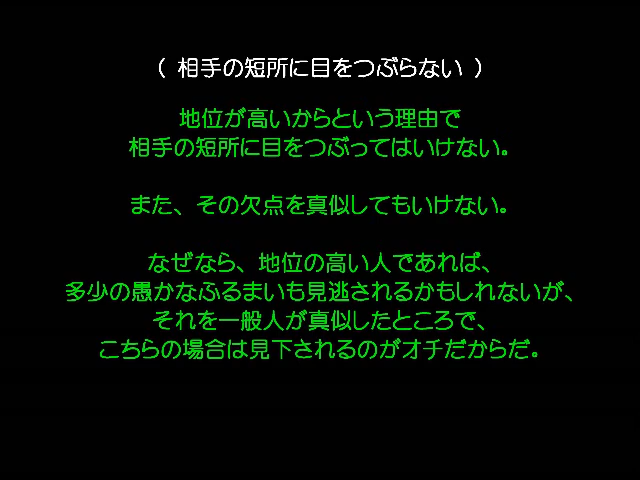 ( 相手の短所に目をつぶらない )
地位が高いからという理由で
相手の短所に目をつぶってはいけない。
また、その欠点を真似してもいけない。
なぜなら、地位の高い人であれば、
多少の愚かなふるまいも見逃されるかもしれないが、
それを一般人が真似したところで、
こちらの場合は見下されるのがオチだからだ。